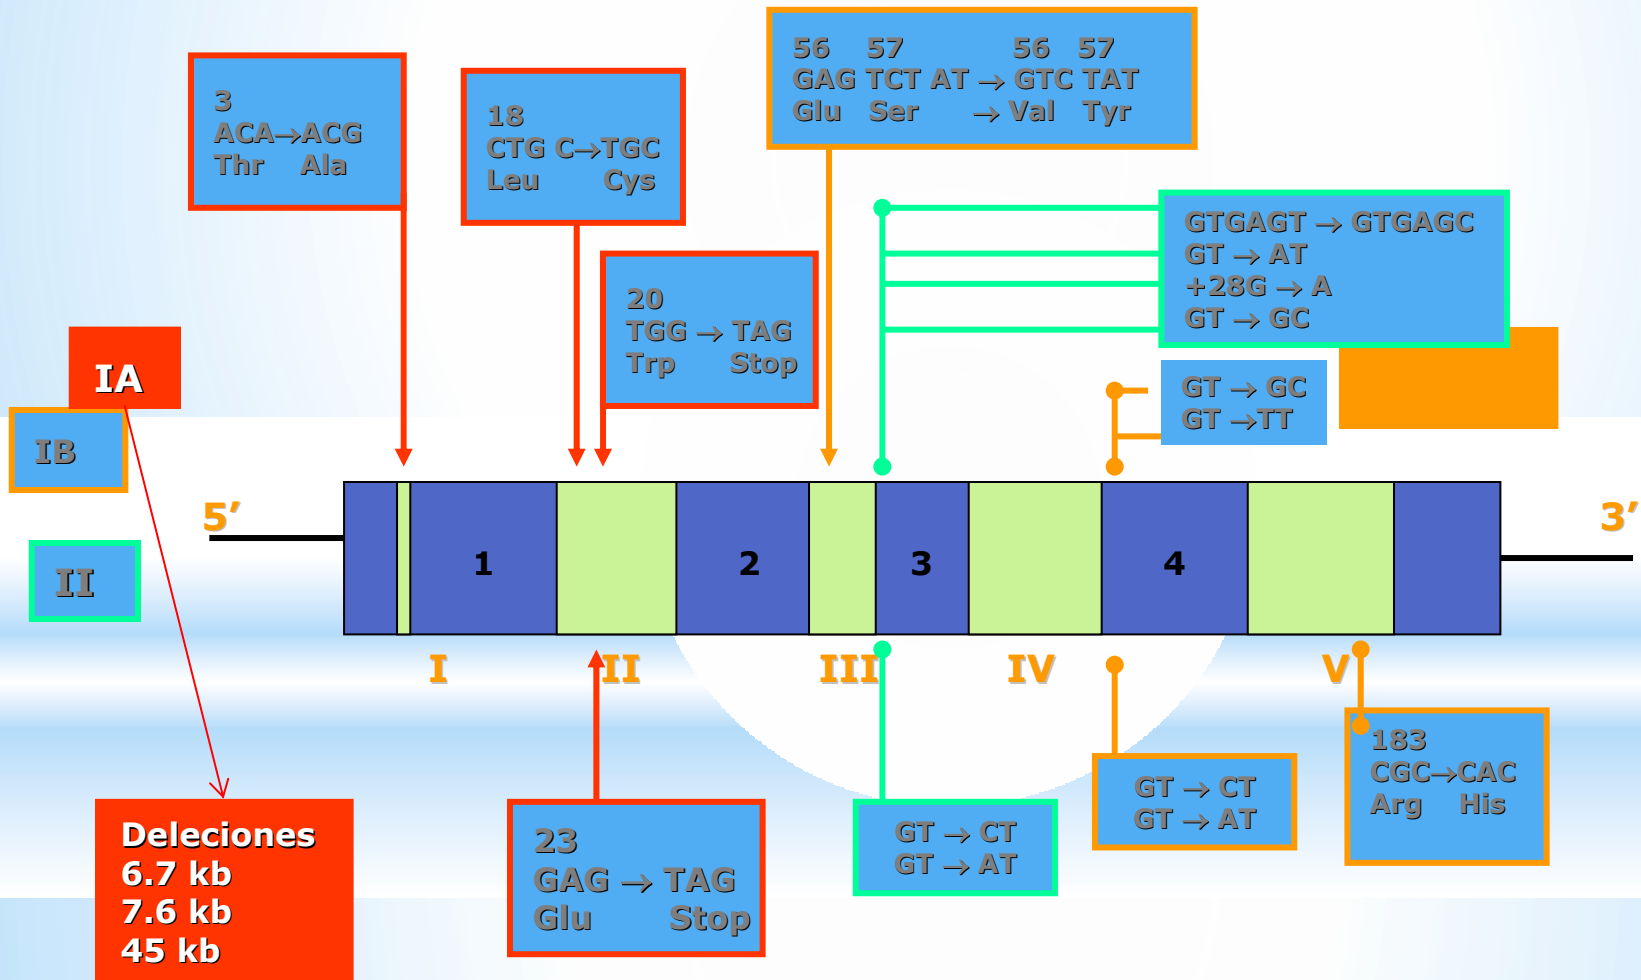 56 57 56 57
GAG TCT AT → GTC TAT
Glu Ser → Val Tyr
3
ACA→ACG
Thr Ala
18
CTG C→TGC
Leu Cys
GTGAGT → GTGAGC
GT → AT
+28G → A
GT → GC
20
TGG → TAG
Trp Stop
IA
GT → GC
GT →TT
IB
5’
3’
II
1
2
3
4
I
II
III
IV
V
183
CGC→CAC
Arg His
GT → CT
GT → AT
GT → CT
GT → AT
Deleciones
6.7 kb
7.6 kb
45 kb
23
GAG → TAG
Glu Stop